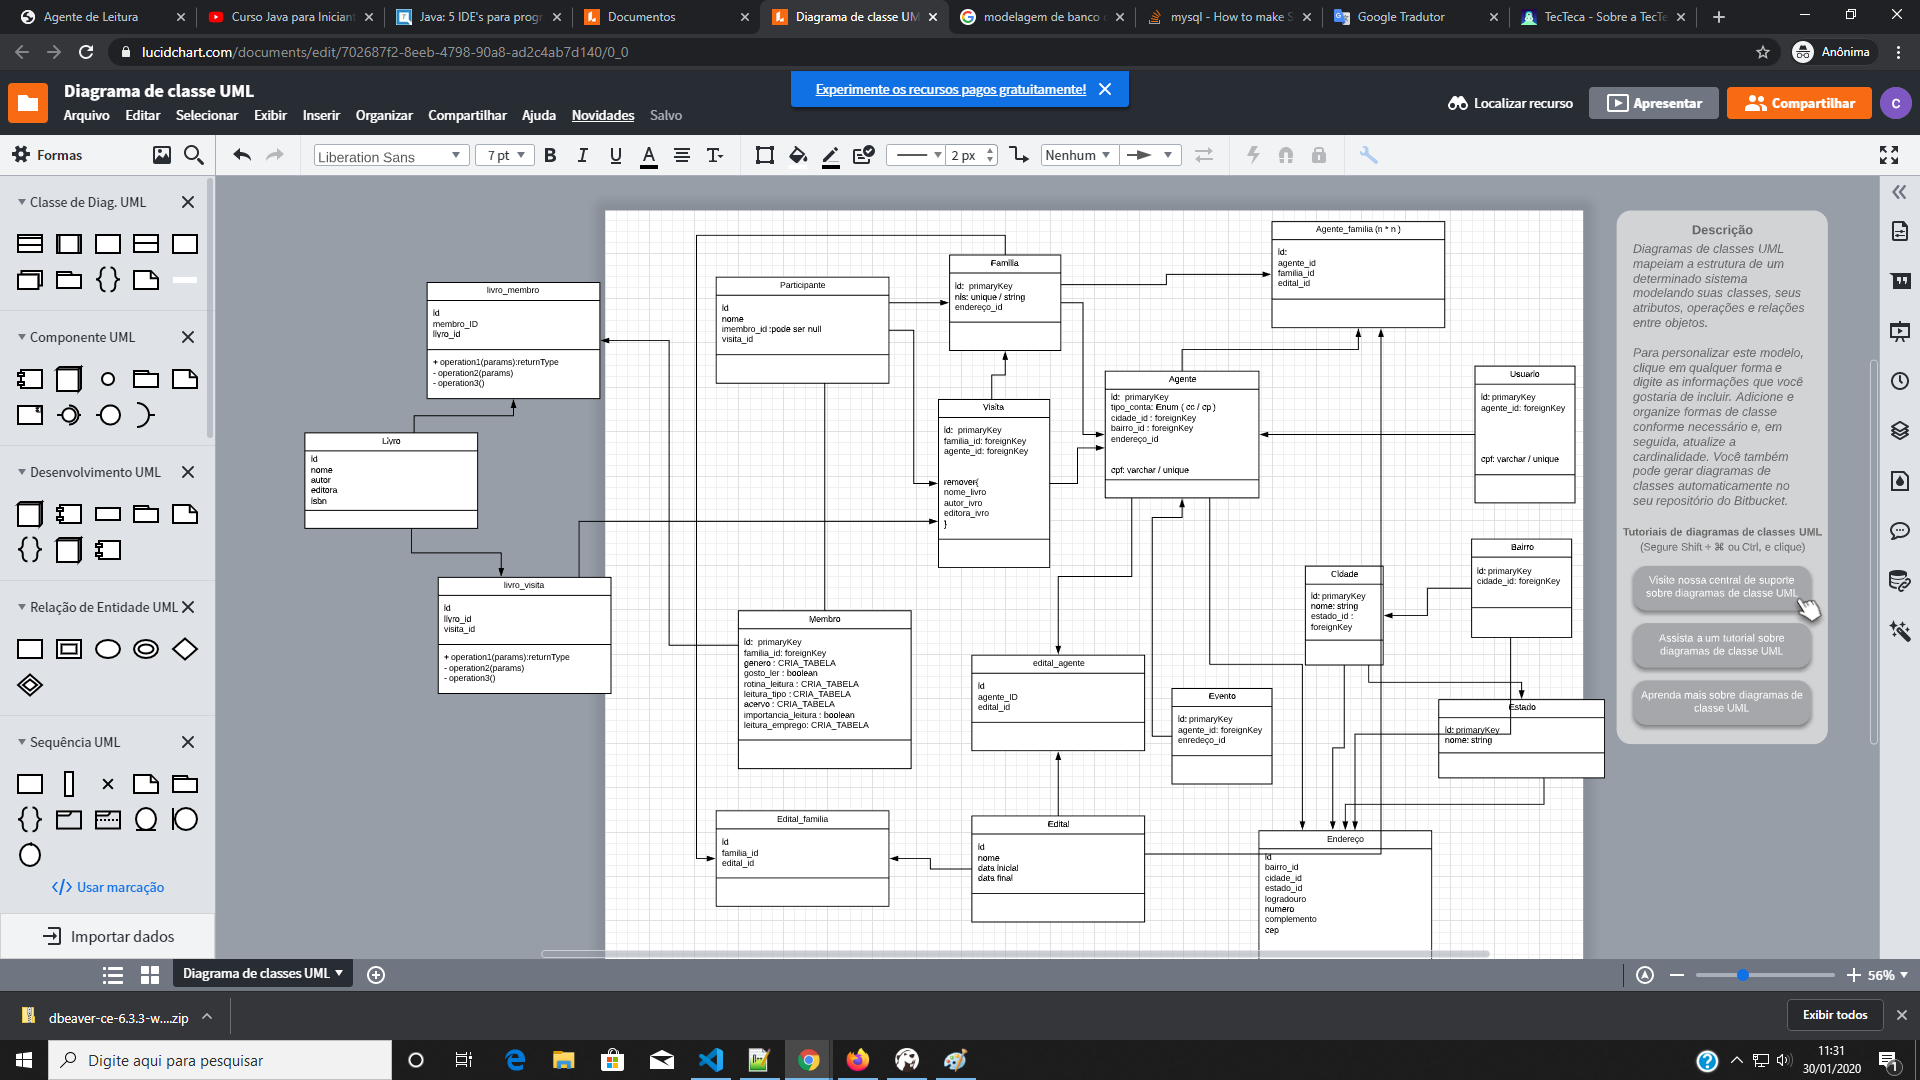 Agente de Leitura
Curso Java para Iniciant
Java: 5 IDE's para progr
Documentos
Diagrama de classe UM
modelagem de banco
mysql - How to make S
Google Tradutor
TecTeca - Sobre a TecTe
lucidchart.com/documents/edit/702687f2-8eeb-4798-90a8-ad2c4ab7d140/0_0
Anônima
Diagrama de classe UML
Experimente os recursos pagos gratuitamente!
Localizar recurso
Apresentar
Compartilhar
C
Arquivo Editar Selecionar Exibir Inserir Organizar Compartilhar Ajuda Novidades Salvo
Formas
Liberation Sans
7 pt
B I U A T
2 px
Nenhum
Classe de Diag. UML
Componente UML
Desenvolvimento UML
Relação de Entidade UML
Sequência UML
Usar marcação
Importar dados
livro_membro
id
membro_ID
livro_id
+ operation1(params):returnType
- operation2(params)
- operation3()
Livro
id
nome
autor
editora
isbn
livro_visita
id
livro_id
visita_id
+ operation1(params):returnType
- operation2(params)
- operation3()
Participante
id
nome
imembro_id :pode ser null
visita_id
Família
id: primaryKey
nis: unique / string
endereço_id
Agente_familia (n * n )
id:
agente_id
familia_id
edital_id
Visita
id: primaryKey
familia_id: foreignKey
agente_id: foreignKey
remover{
nome_livro
autor_ivro
editora_ivro
}
Agente
id: primaryKey
tipo_conta: Enum ( cc / cp )
cidade_id : foreignKey
bairro_id : foreignKey
endereço_id
cpf: varchar / unique
Usuario
id: primaryKey
agente_id: foreignKey
cpf: varchar / unique
Bairro
id: primaryKey
cidade_id: foreignKey
Cidade
id: primaryKey
nome: string
estado_id :
foreignKey
Membro
id: primaryKey
familia_id: foreignKey
genero : CRIA_TABELA
gosto_ler : boolean
rotina_leitura : CRIA_TABELA
leitura_tipo : CRIA_TABELA
acervo : CRIA_TABELA
importancia_leitura : boolean
leitura_emprego: CRIA_TABELA
edital_agente
id
agente_ID
edital_id
Evento
id: primaryKey
agente_id: foreignKey
enredeço_id
Estado
id: primaryKey
nome: string
Edital_familia
id
familia_id
edital_id
Edital
id
nome
data inicial
data final
Endereço
id
bairro_id
cidade_id
estado_id
logradouro
numero
complemento
cep
Descrição
Diagramas de classes UML
mapeiam a estrutura de um
determinado sistema
modelando suas classes, seus
atributos, operações e relações
entre objetos.
Para personalizar este modelo,
clique em qualquer forma e
digite as informações que você
gostaria de incluir. Adicione e
organize formas de classe
conforme necessário e, em
seguida, atualize a
cardinalidade. Você também
pode gerar diagramas de
classes automaticamente no
seu repositório do Bitbucket.
Tutoriais de diagramas de classes UML
(Segure Shift + ⌘ ou Ctrl, e clique)
Visite nossa central de suporte
sobre diagramas de classe UML
Assista a um tutorial sobre
diagramas de classe UML
Aprenda mais sobre diagramas de
classe UML
Diagrama de classes UML
56%
dbeaver-ce-6.3.3-w....zip
Exibir todos
Digite aqui para pesquisar
11:31
30/01/2020
1